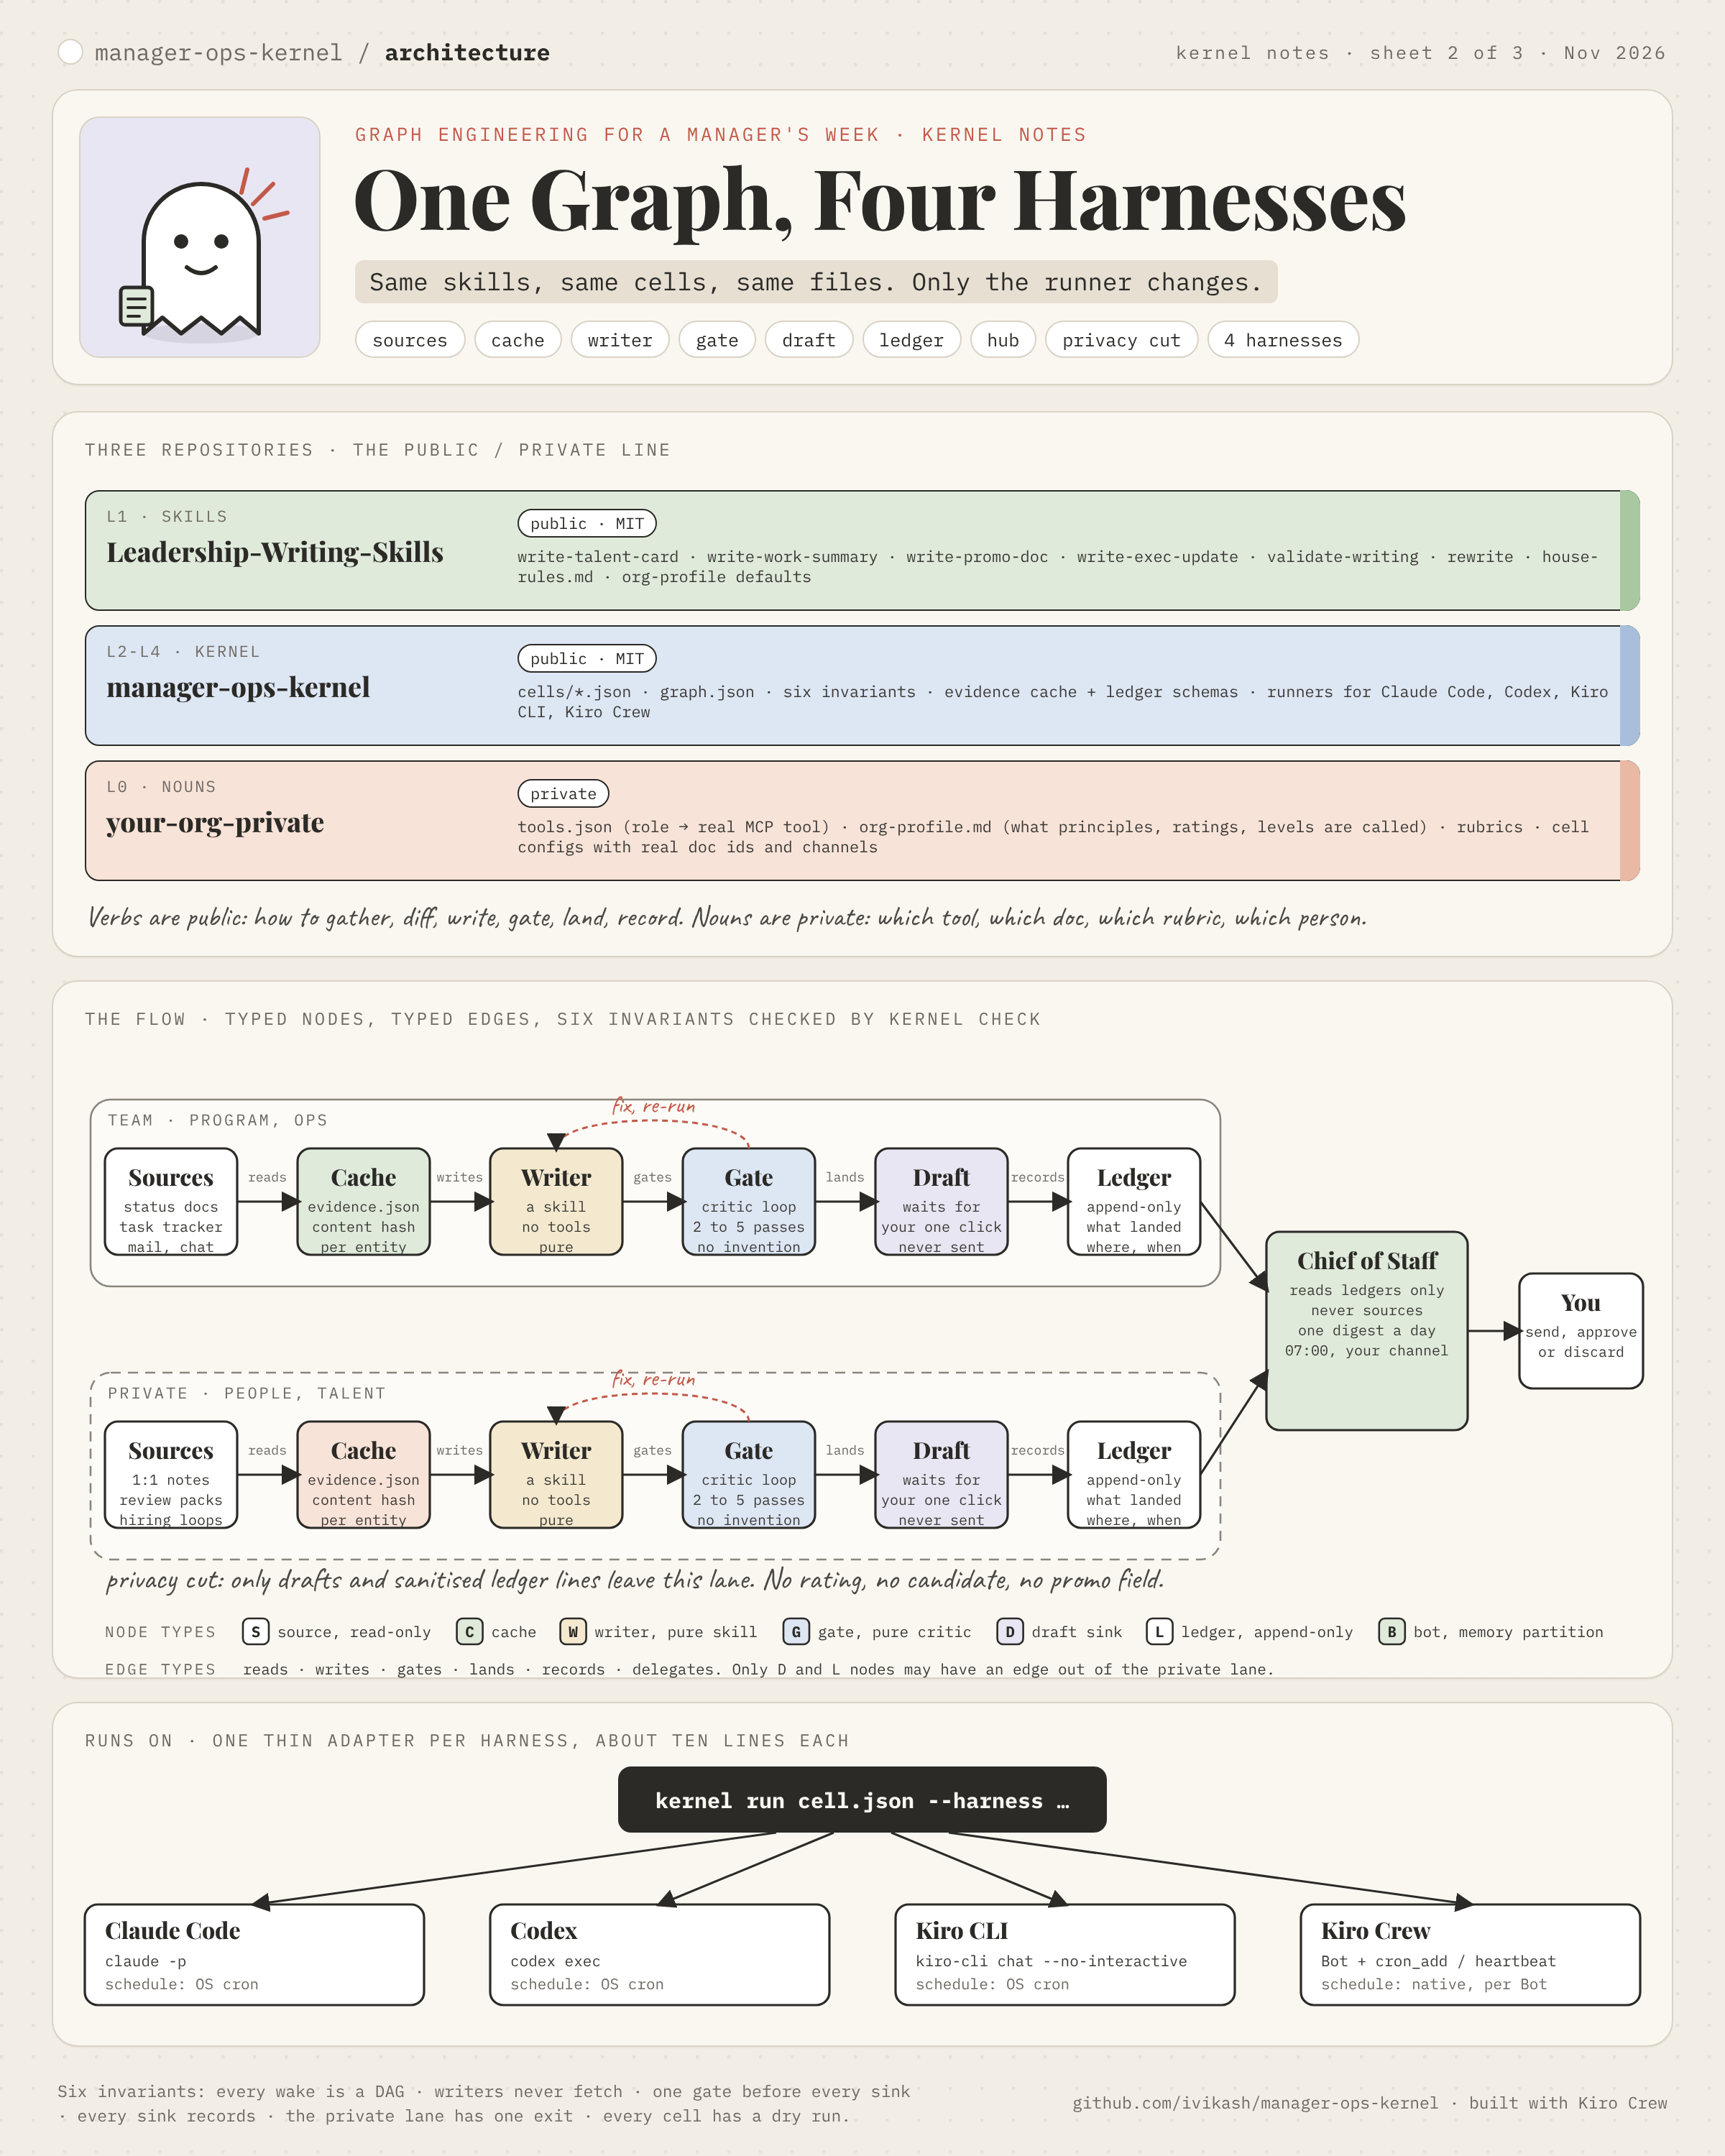 manager-ops-kernel / architecture
kernel notes · sheet 2 of 3 · Nov 2026
GRAPH ENGINEERING FOR A MANAGER'S WEEK · KERNEL NOTES
One Graph, Four Harnesses
Same skills, same cells, same files. Only the runner changes.
sources cache writer gate draft ledger hub privacy cut 4 harnesses
THREE REPOSITORIES · THE PUBLIC / PRIVATE LINE
L1 · SKILLS
Leadership-Writing-Skills
public · MIT
write-talent-card · write-work-summary · write-promo-doc · write-exec-update · validate-writing · rewrite · house-
rules.md · org-profile defaults
L2-L4 · KERNEL
manager-ops-kernel
public · MIT
cells/*.json · graph.json · six invariants · evidence cache + ledger schemas · runners for Claude Code, Codex, Kiro
CLI, Kiro Crew
L0 · NOUNS
your-org-private
private
tools.json (role → real MCP tool) · org-profile.md (what principles, ratings, levels are called) · rubrics · cell
configs with real doc ids and channels
Verbs are public: how to gather, diff, write, gate, land, record. Nouns are private: which tool, which doc, which rubric, which person.
THE FLOW · TYPED NODES, TYPED EDGES, SIX INVARIANTS CHECKED BY KERNEL CHECK
TEAM · PROGRAM, OPS
fix, re-run
Sources
status docs
task tracker
mail, chat
reads
Cache
evidence.json
content hash
per entity
writes
Writer
a skill
no tools
pure
gates
Gate
critic loop
2 to 5 passes
no invention
lands
Draft
waits for
your one click
never sent
records
Ledger
append-only
what landed
where, when
Chief of Staff
reads ledgers only
never sources
one digest a day
07:00, your channel
You
send, approve
or discard
PRIVATE · PEOPLE, TALENT
fix, re-run
Sources
1:1 notes
review packs
hiring loops
reads
Cache
evidence.json
content hash
per entity
writes
Writer
a skill
no tools
pure
gates
Gate
critic loop
2 to 5 passes
no invention
lands
Draft
waits for
your one click
never sent
records
Ledger
append-only
what landed
where, when
privacy cut: only drafts and sanitised ledger lines leave this lane. No rating, no candidate, no promo field.
NODE TYPES S source, read-only C cache W writer, pure skill G gate, pure critic D draft sink L ledger, append-only B bot, memory partition
EDGE TYPES reads · writes · gates · lands · records · delegates. Only D and L nodes may have an edge out of the private lane.
RUNS ON · ONE THIN ADAPTER PER HARNESS, ABOUT TEN LINES EACH
kernel run cell.json --harness …
Claude Code
claude -p
schedule: OS cron
Codex
codex exec
schedule: OS cron
Kiro CLI
kiro-cli chat --no-interactive
schedule: OS cron
Kiro Crew
Bot + cron_add / heartbeat
schedule: native, per Bot
Six invariants: every wake is a DAG · writers never fetch · one gate before every sink
· every sink records · the private lane has one exit · every cell has a dry run.
github.com/ivikash/manager-ops-kernel · built with Kiro Crew